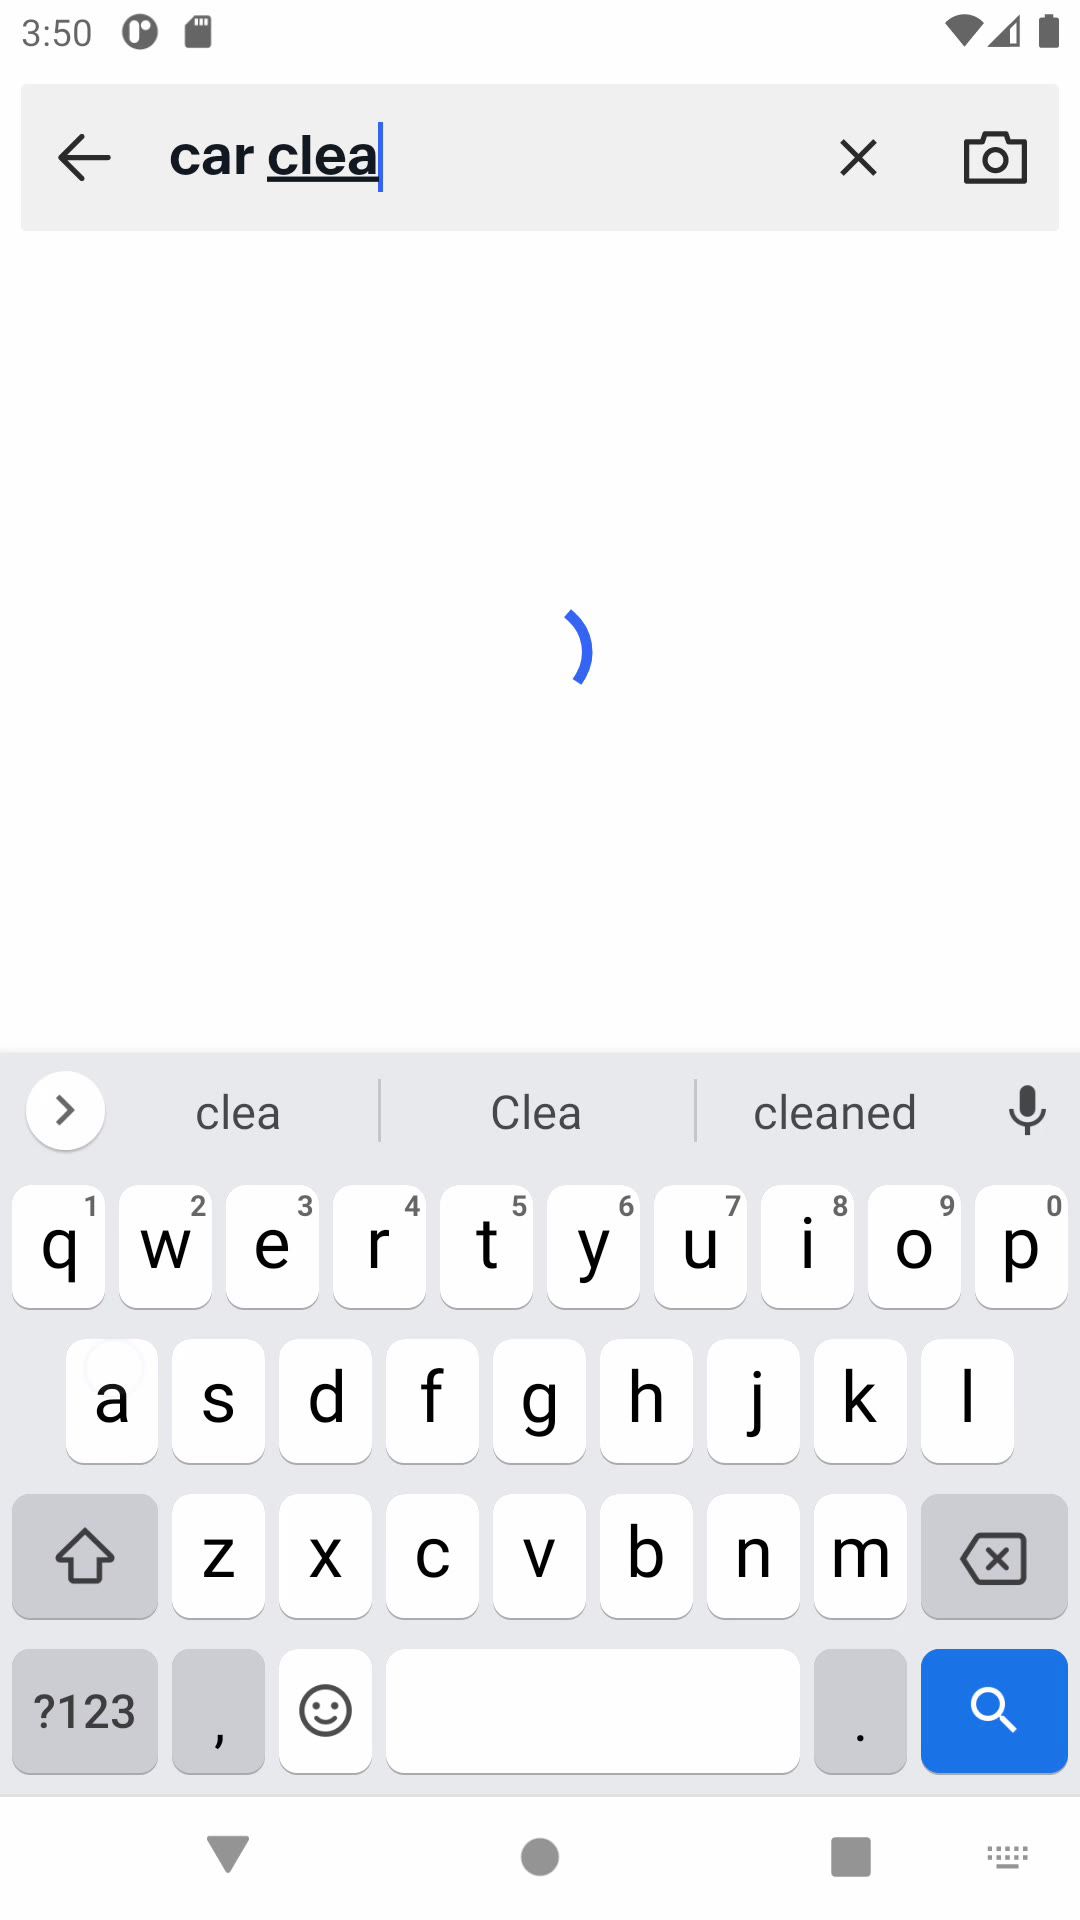 3:50
car clea
clea Clea cleaned
q 1 w 2 e 3 r 4 t 5 y 6 u 7 i 8 o 9 p 0
a s d f g h j k l
z x c v b n m
?123 , .